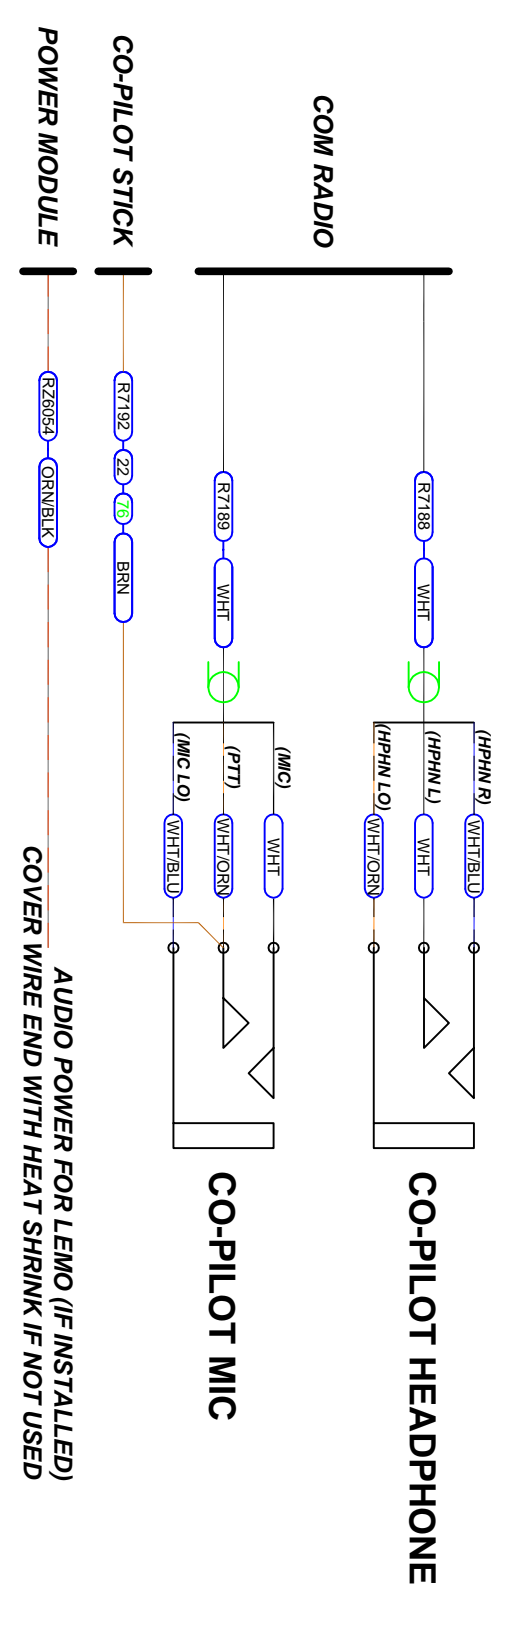 COM RADIO
R7188
WHT
(HPHN R)
WHT/BLU
(HPHN L)
WHT
(HPHN LO)
WHT/ORN
CO-PILOT HEADPHONE
R7189
WHT
(MIC)
WHT
(PTT)
WHT/ORN
(MIC LO)
WHT/BLU
CO-PILOT MIC
CO-PILOT STICK
R7192
22
76
BRN
POWER MODULE
RZ6054
ORN/BLK
AUDIO POWER FOR LEMO (IF INSTALLED)
COVER WIRE END WITH HEAT SHRINK IF NOT USED